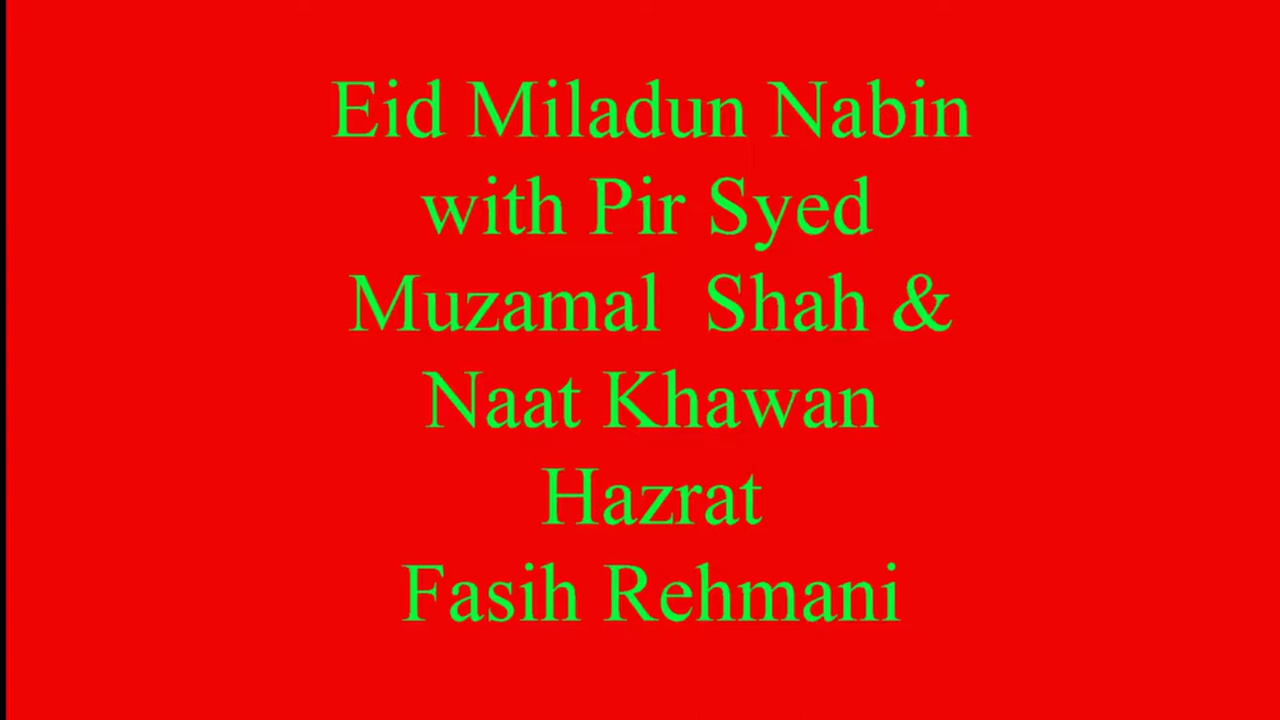 Eid Miladun Nabin
with Pir Syed
Muzamal  Shah &
Naat Khawan
Hazrat
Fasih Rehmani